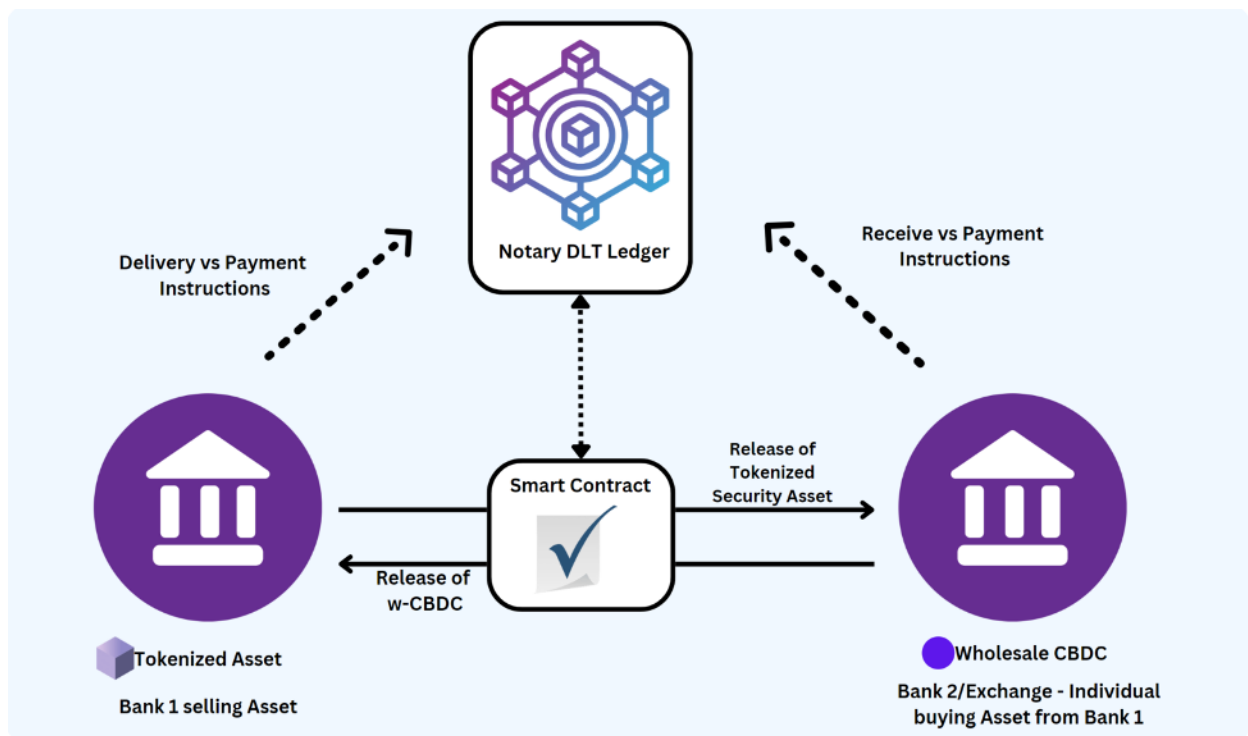 Notary DLT Ledger
Delivery vs Payment
Instructions
Receive vs Payment
Instructions
Smart Contract
Release of
Tokenized
Security Asset
Release of
w-CBDC
Tokenized Asset
Bank 1 selling Asset
Wholesale CBDC
Bank 2/Exchange - Individual
buying Asset from Bank 1